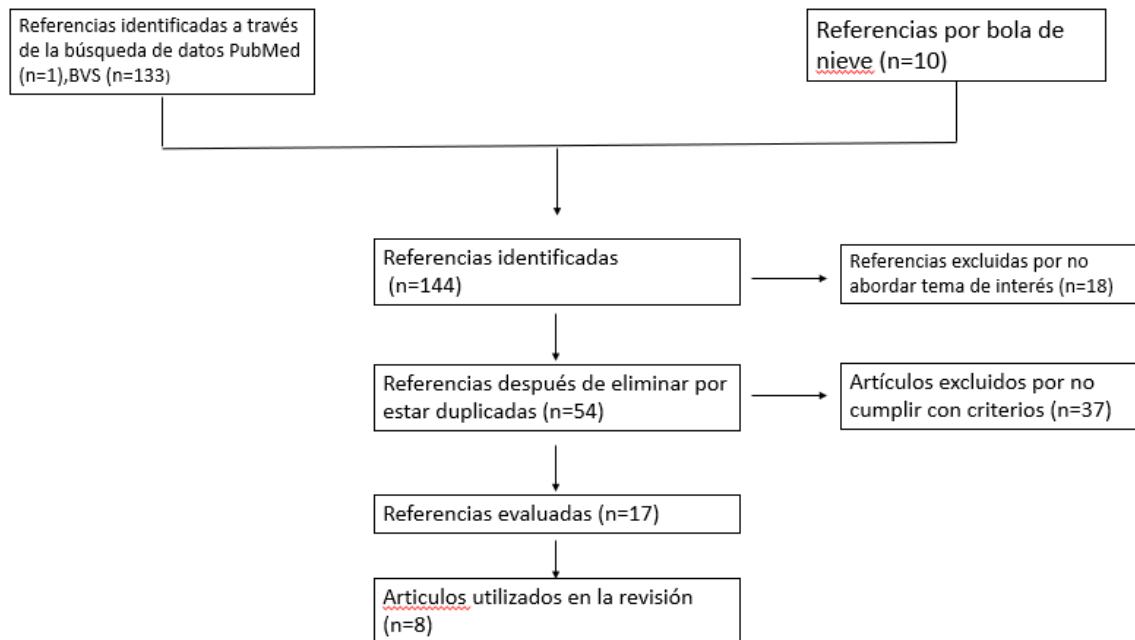 Referencias identificadas a través
de la búsqueda de datos PubMed
(n=1),BVS (n=133)
Referencias por bola de
nieve (n=10)
Referencias identificadas
(n=144)
Referencias excluidas por no
abordar tema de interés (n=18)
Referencias después de eliminar por
estar duplicadas (n=54)
Artículos excluidos por no
cumplir con criterios (n=37)
Referencias evaluadas (n=17)
Articulos utilizados en la revisión
(n=8)